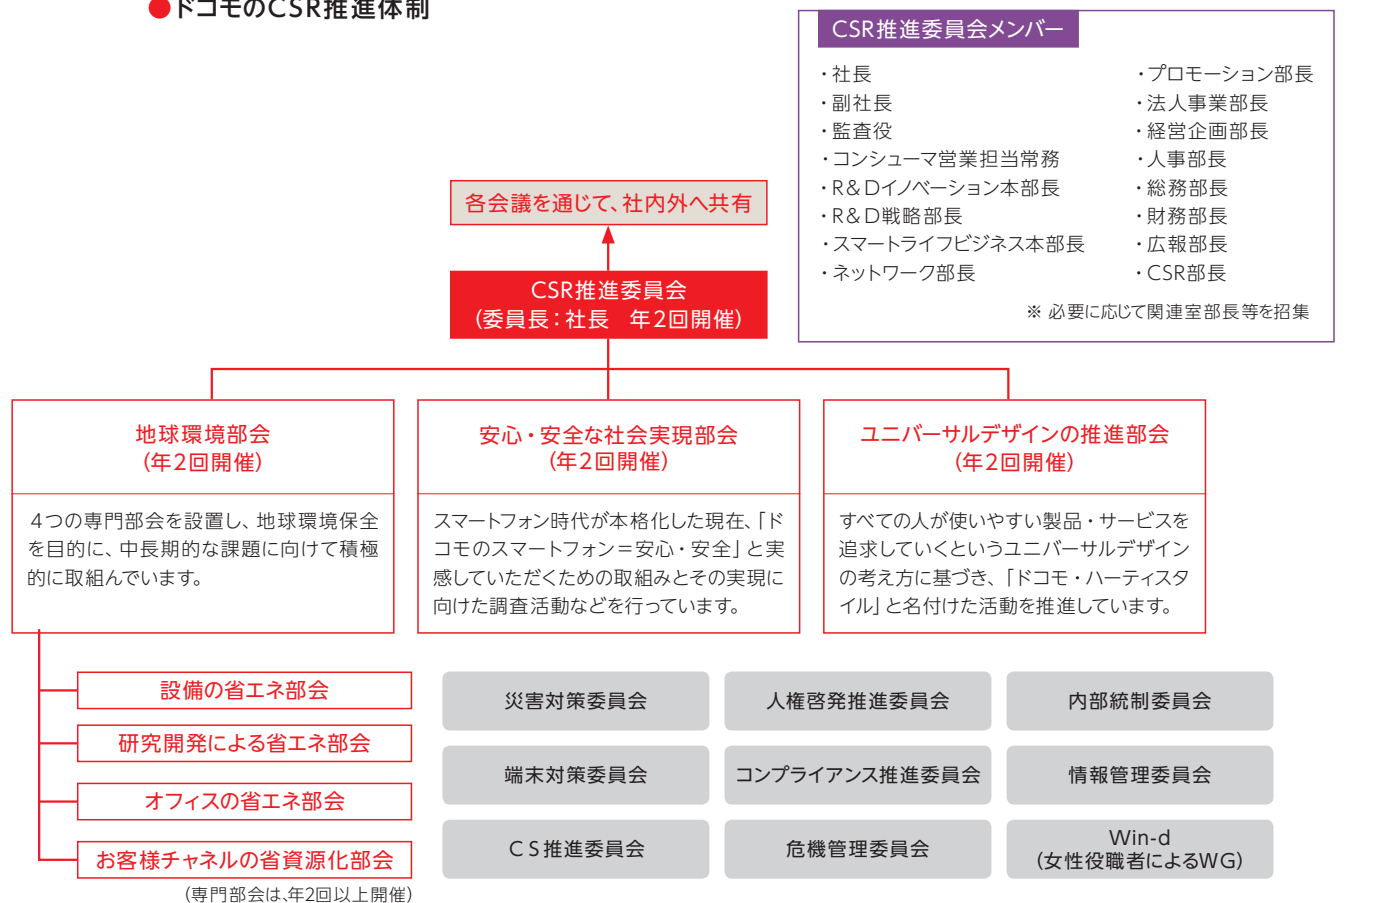 ●ドコモのCSR推進体制
CSR推進委員会メンバー
・社長
・副社長
・監査役
・コンシューマ営業担当常務
・R&Dイノベーション本部長
・R&D戦略部長
・スマートライフビジネス本部長
・ネットワーク部長
・プロモーション部長
・法人事業部長
・経営企画部長
・人事部長
・総務部長
・財務部長
・広報部長
・CSR部長
※ 必要に応じて関連室部長等を招集
各会議を通じて、社内外へ共有
CSR推進委員会
（委員長：社長　年2回開催）
地球環境部会
（年2回開催）
4つの専門部会を設置し、地球環境保全
を目的に、中長期的な課題に向けて積極
的に取組んでいます。
安心・安全な社会実現部会
（年2回開催）
スマートフォン時代が本格化した現在、「ド
コモのスマートフォン＝安心・安全」と実
感していただくための取組みとその実現に
向けた調査活動などを行っています。
ユニバーサルデザインの推進部会
（年2回開催）
すべての人が使いやすい製品・サービスを
追求していくというユニバーサルデザイン
の考え方に基づき、「ドコモ・ハーティスタ
イル」と名付けた活動を推進しています。
設備の省エネ部会
研究開発による省エネ部会
オフィスの省エネ部会
お客様チャネルの省資源化部会
（専門部会は、年2回以上開催）
災害対策委員会
人権啓発推進委員会
内部統制委員会
端末対策委員会
コンプライアンス推進委員会
情報管理委員会
ＣＳ推進委員会
危機管理委員会
Win-d
（女性役職者によるWG）